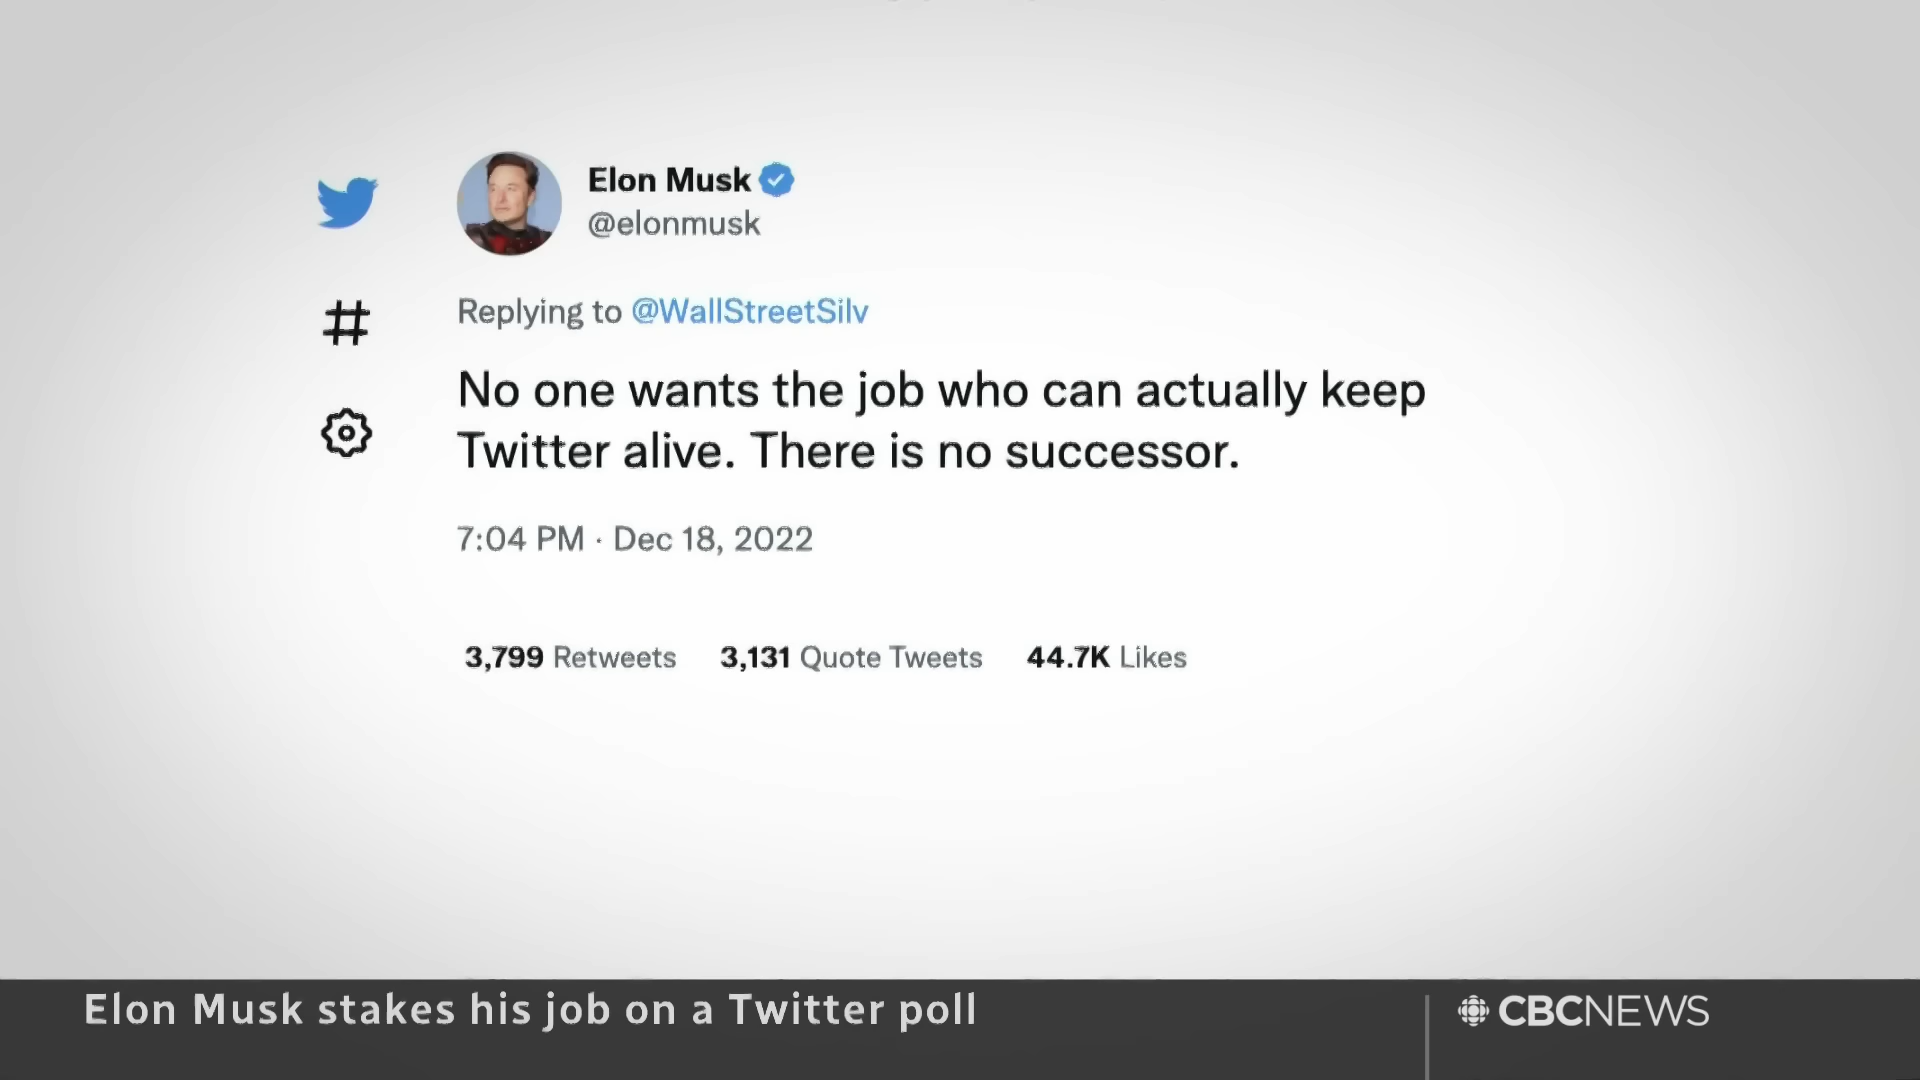 Elon Musk
@elonmusk
#
Replying to @WallStreetSilv
No one wants the job who can actually keep
Twitter alive. There is no successor.
7:04 PM · Dec 18, 2022
3,799 Retweets 3,131 Quote Tweets 44.7K Likes
Elon Musk stakes his job on a Twitter poll
CBCNEWS